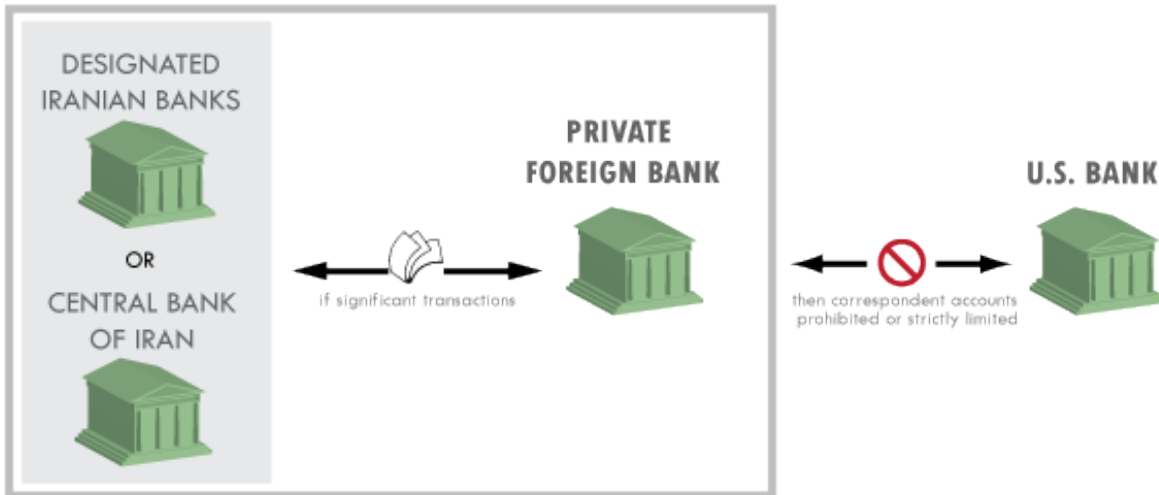 DESIGNATED
IRANIAN BANKS
OR
CENTRAL BANK
OF IRAN
if significant transactions
PRIVATE
FOREIGN BANK
then correspondent accounts
prohibited or strictly limited
U.S. BANK